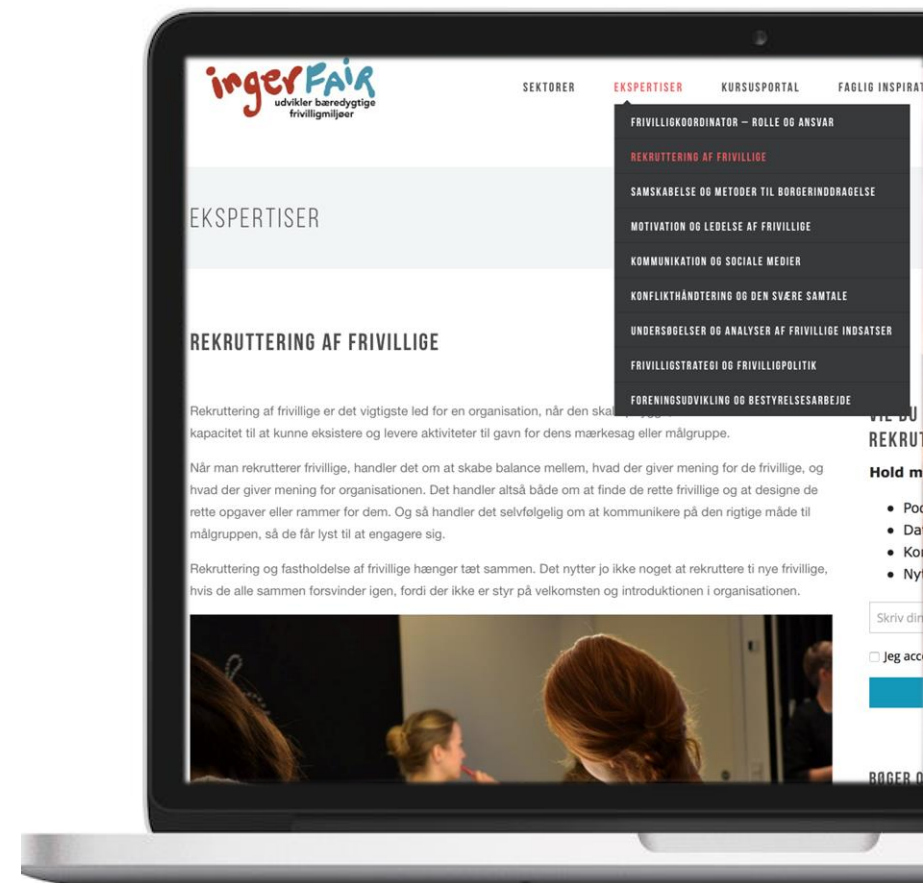 ingerFAIR
udvikler bæredygtige
frivilligmiljøer
SEKTORER EKSPERTISER KURSUSPORTAL FAGLIG INSPIRAT
FRIVILLIGKOORDINATOR – ROLLE OG ANSVAR
REKRUTTERING AF FRIVILLIGE
SAMSKABELSE OG METODER TIL BORGERINDDRAGELSE
MOTIVATION OG LEDELSE AF FRIVILLIGE
KOMMUNIKATION OG SOCIALE MEDIER
KONFLIKTHÅNDTERING OG DEN SVÆRE SAMTALE
UNDERSØGELSER OG ANALYSER AF FRIVILLIGE INDSATSER
FRIVILLIGSTRATEGI OG FRIVILLIGPOLITIK
FORENINGSUDVIKLING OG BESTYRELSESARBEJDE
EKSPERTISER
REKRUTTERING AF FRIVILLIGE
Rekruttering af frivillige er det vigtigste led for en organisation, når den skal
kapacitet til at kunne eksistere og levere aktiviteter til gavn for dens mærkesag eller målgruppe.
Når man rekrutterer frivillige, handler det om at skabe balance mellem, hvad der giver mening for de frivillige, og
hvad der giver mening for organisationen. Det handler altså både om at finde de rette frivillige og at designe de
rette opgaver eller rammer for dem. Og så handler det selvfølgelig om at kommunikere på den rigtige måde til
målgruppen, så de får lyst til at engagere sig.
Rekruttering og fastholdelse af frivillige hænger tæt sammen. Det nytter jo ikke noget at rekruttere ti nye frivillige,
hvis de alle sammen forsvinder igen, fordi der ikke er styr på velkomsten og introduktionen i organisationen.
VIL DU
REKRUT
Hold m
Skriv din
Jeg acc
BØGER O